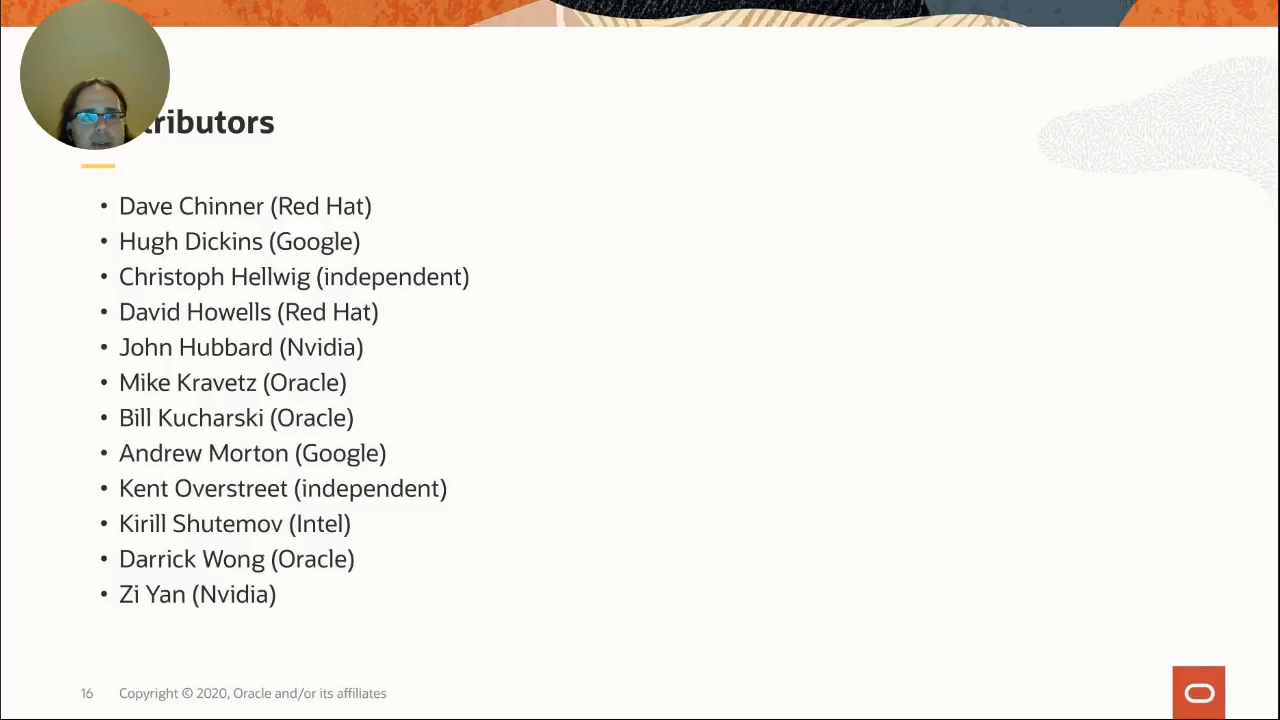 tributors
• Dave Chinner (Red Hat)
• Hugh Dickins (Google)
• Christoph Hellwig (independent)
• David Howells (Red Hat)
• John Hubbard (Nvidia)
• Mike Kravetz (Oracle)
• Bill Kucharski (Oracle)
• Andrew Morton (Google)
• Kent Overstreet (independent)
• Kirill Shutemov (Intel)
• Darrick Wong (Oracle)
• Zi Yan (Nvidia)
16 Copyright © 2020, Oracle and/or its affiliates